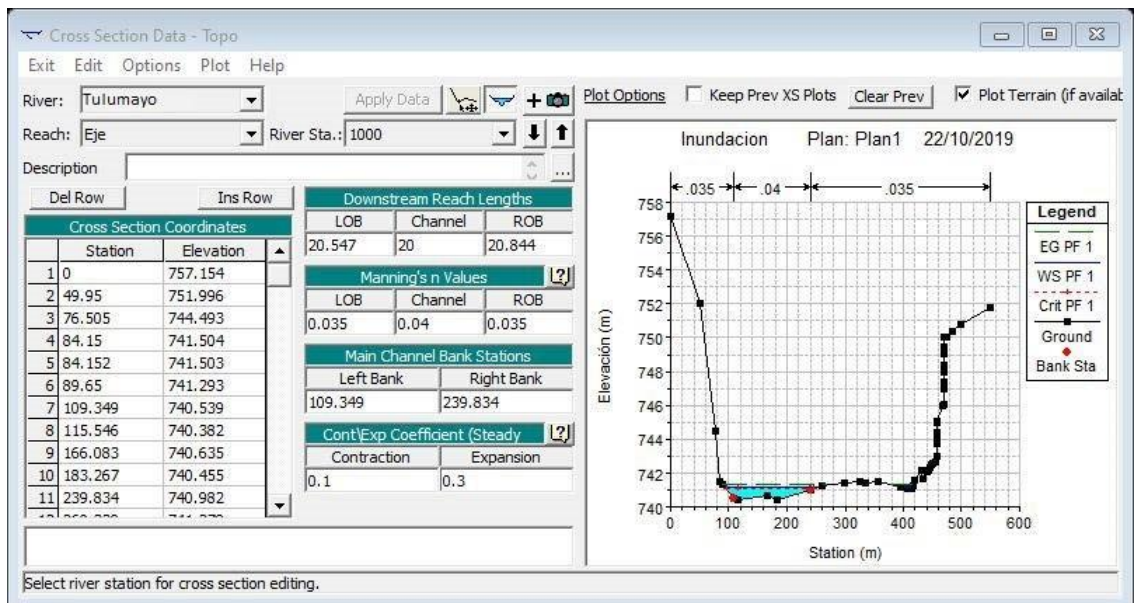 Cross Section Data - Topo
Exit Edit Options Plot Help
River: Tulumayo Apply Data + Plot Options Keep Prev XS Plots Clear Prev Plot Terrain (if availab
Reach: Eje River Sta.: 1000
Description ...
Del Row Ins Row
Cross Section Coordinates
Station Elevation
1 0 757.154
2 49.95 751.996
3 76.505 744.493
4 84.15 741.504
5 84.152 741.503
6 89.65 741.293
7 109.349 740.539
8 115.546 740.382
9 166.083 740.635
10 183.267 740.455
11 239.834 740.982
Downstream Reach Lengths
LOB Channel ROB
20.547 20 20.844
Manning's n Values
LOB Channel ROB
0.035 0.04 0.035
Main Channel Bank Stations
Left Bank Right Bank
109.349 239.834
Cont\Exp Coefficient (Steady
Contraction Expansion
0.1 0.3
Inundacion Plan: Plan1 22/10/2019
.035 .04 .035
758
756
754
752
750
748
746
744
742
740
Elevación (m)
0 100 200 300 400 500 600
Station (m)
Legend
EG PF 1
WS PF 1
Crit PF 1
Ground
Bank Sta
Select river station for cross section editing.